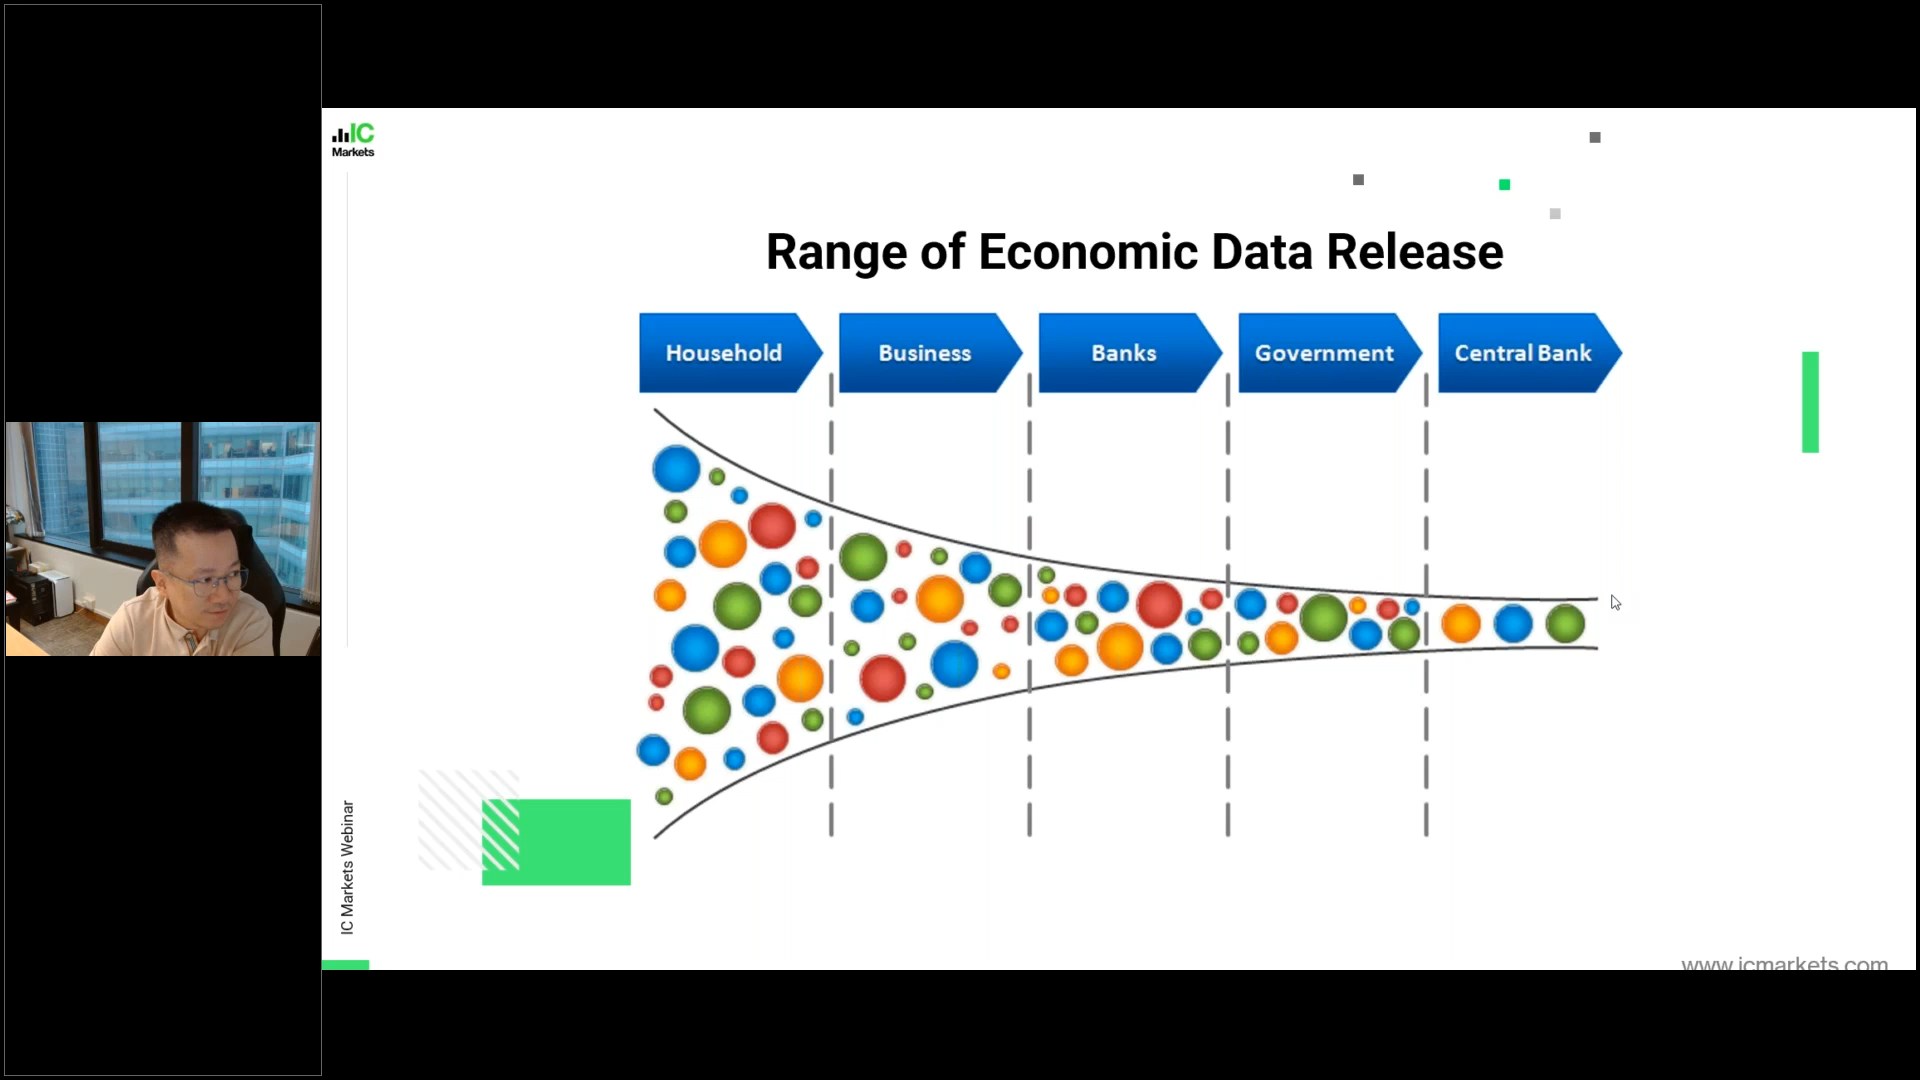 IC
Markets
Range of Economic Data Release
Household
Business
Banks
Government
Central Bank
IC Markets Webinar
www.icmarkets.com